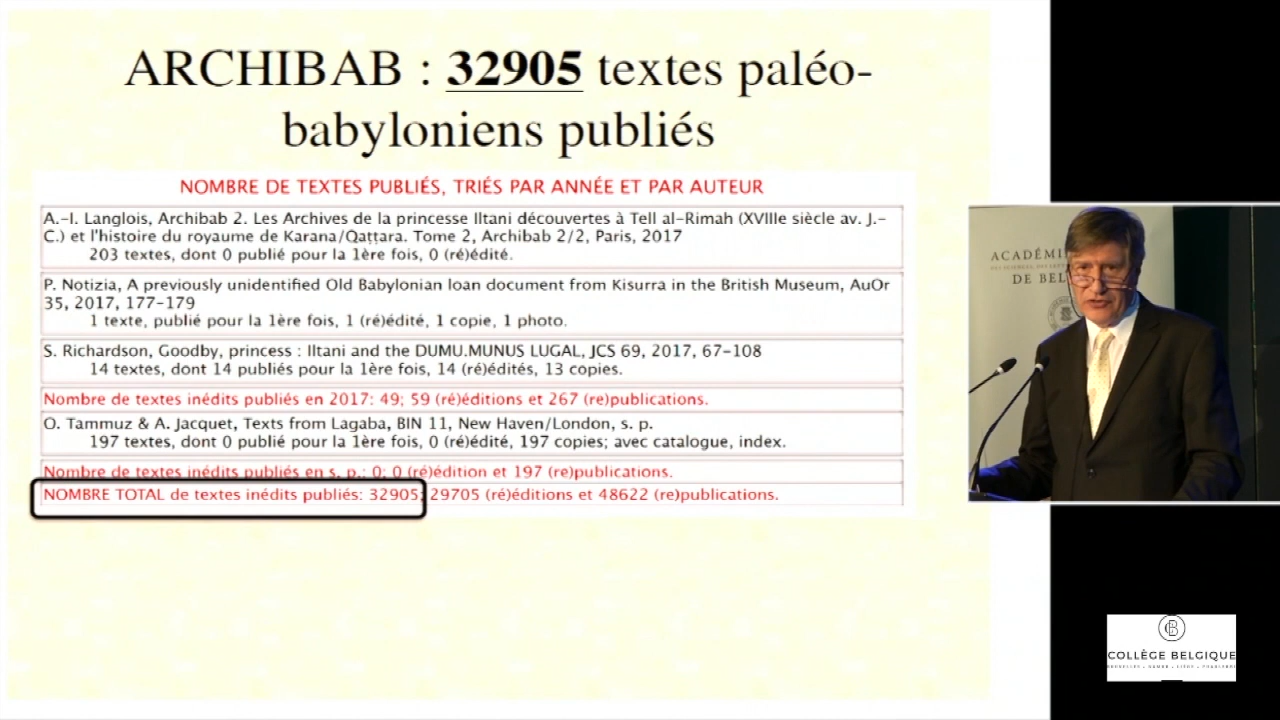 ARCHIBAB : 32905 textes paléo-
babyloniens publiés
NOMBRE DE TEXTES PUBLIÉS, TRIÉS PAR ANNÉE ET PAR AUTEUR
A.-I. Langlois, Archibab 2. Les Archives de la princesse Iltani découvertes à Tell al-Rimah (XVIIIe siècle av. J.-
C.) et l'histoire du royaume de Karana/Qaṭṭara. Tome 2, Archibab 2/2, Paris, 2017
203 textes, dont 0 publié pour la 1ère fois, 0 (ré)édité.
P. Notizia, A previously unidentified Old Babylonian loan document from Kisurra in the British Museum, AuOr
35, 2017, 177-179
1 texte, publié pour la 1ère fois, 1 (ré)édité, 1 copie, 1 photo.
S. Richardson, Goodby, princess : Iltani and the DUMU.MUNUS LUGAL, JCS 69, 2017, 67-108
14 textes, dont 14 publiés pour la 1ère fois, 14 (ré)édités, 13 copies.
Nombre de textes inédits publiés en 2017: 49; 59 (ré)éditions et 267 (re)publications.
O. Tammuz & A. Jacquet, Texts from Lagaba, BIN 11, New Haven/London, s. p.
197 textes, dont 0 publié pour la 1ère fois, 0 (ré)édité, 197 copies; avec catalogue, index.
Nombre de textes inédits publiés en s. p.: 0; 0 (ré)édition et 197 (re)publications.
NOMBRE TOTAL de textes inédits publiés: 32905; 29705 (ré)éditions et 48622 (re)publications.
ACADÉMI
DE BEL
COLLÈGE BELGIQUE